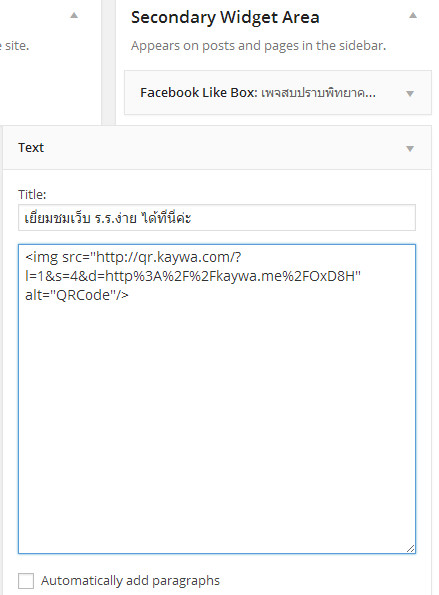 Secondary Widget Area
e site.
Appears on posts and pages in the sidebar.
Facebook Like Box: เพจสบปราบพิทยาค...
Text
Title:
เยี่ยมชมเว็บ ร.ร.ง่าย ได้ที่นี่ค่ะ
<img src="http://qr.kaywa.com/?
l=1&s=4&d=http%3A%2F%2Fkaywa.me%2FOxD8H"
alt="QRCode"/>
Automatically add paragraphs